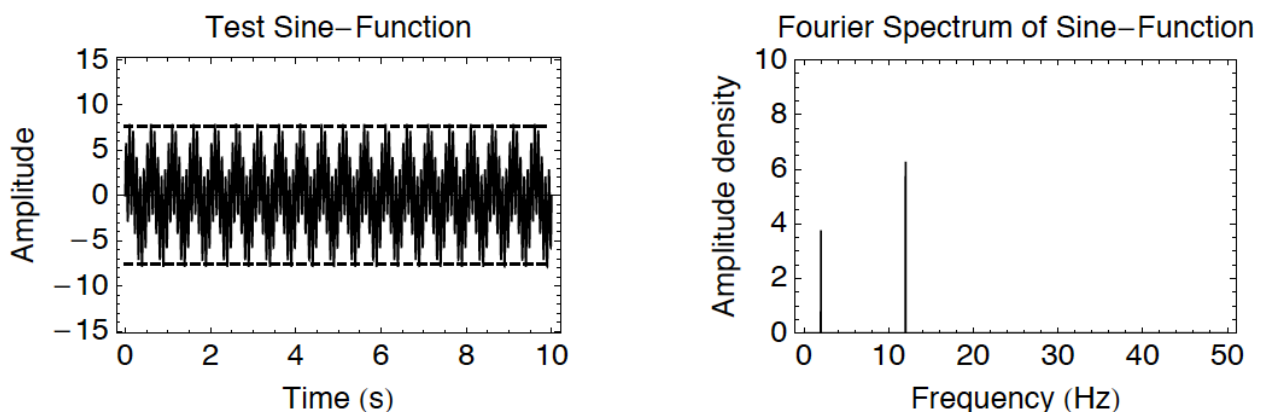 Test Sine−Function
15
10
5
0
−5
−10
−15
Amplitude
0 2 4 6 8 10
Time (s)
Fourier Spectrum of Sine−Function
10
8
6
4
2
0
Amplitude density
0 10 20 30 40 50
Frequency (Hz)